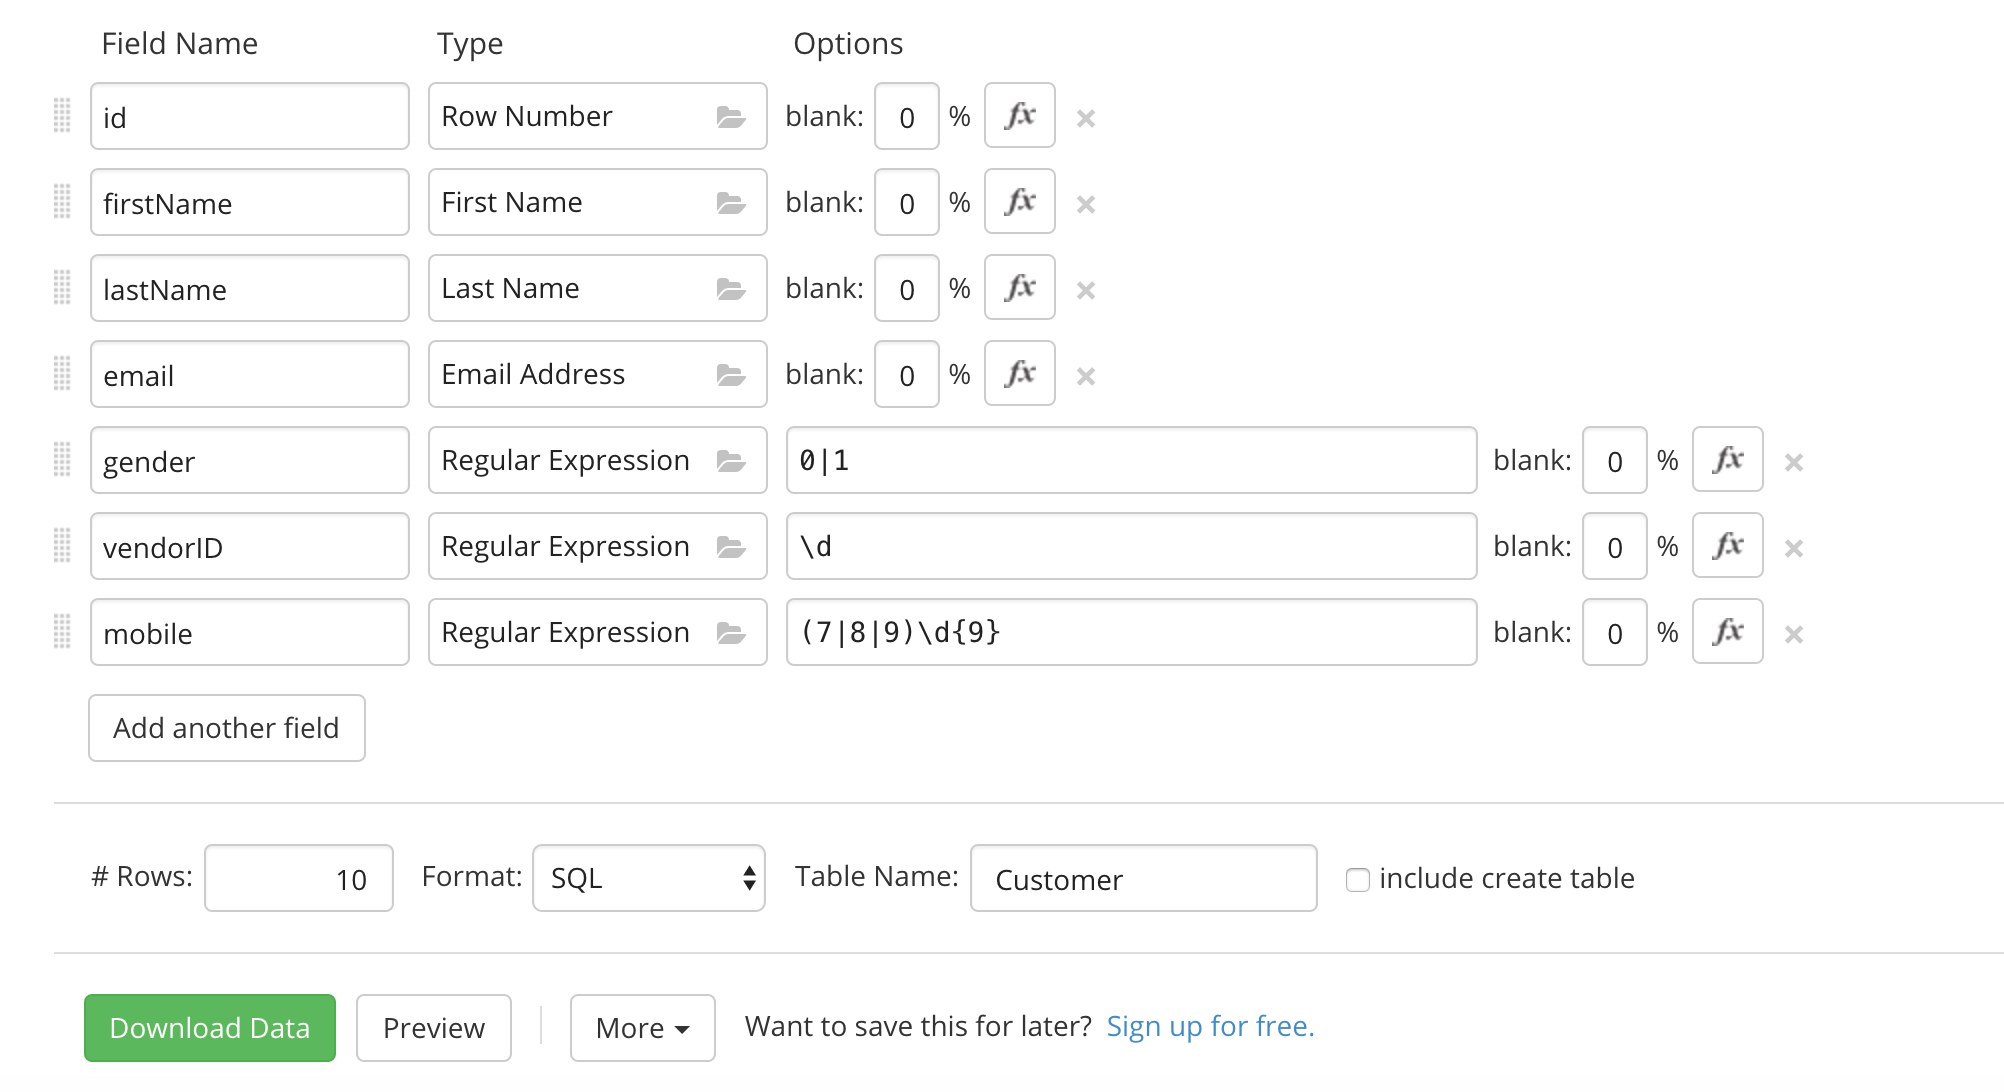 Field Name Type Options
id Row Number blank: 0 % fx ×
firstName First Name blank: 0 % fx ×
lastName Last Name blank: 0 % fx ×
email Email Address blank: 0 % fx ×
gender Regular Expression 0|1 blank: 0 % fx ×
vendorID Regular Expression \d blank: 0 % fx ×
mobile Regular Expression (7|8|9)\d{9} blank: 0 % fx ×
Add another field
# Rows: 10 Format: SQL Table Name: Customer include create table
Download Data Preview More Want to save this for later? Sign up for free.